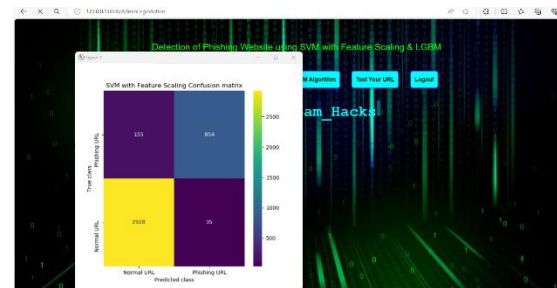 Detection of Phishing Website using SVM with Feature Scaling & LGBM
M Algorithm
Test Your URL
Logout
am_Hacks
Figure 1
SVM with Feature Scaling Confusion matrix
Phishing URL
Normal URL
True class
854
2928
35
Normal URL
Phishing URL
Predicted class
2500
2000
1500
1000
500